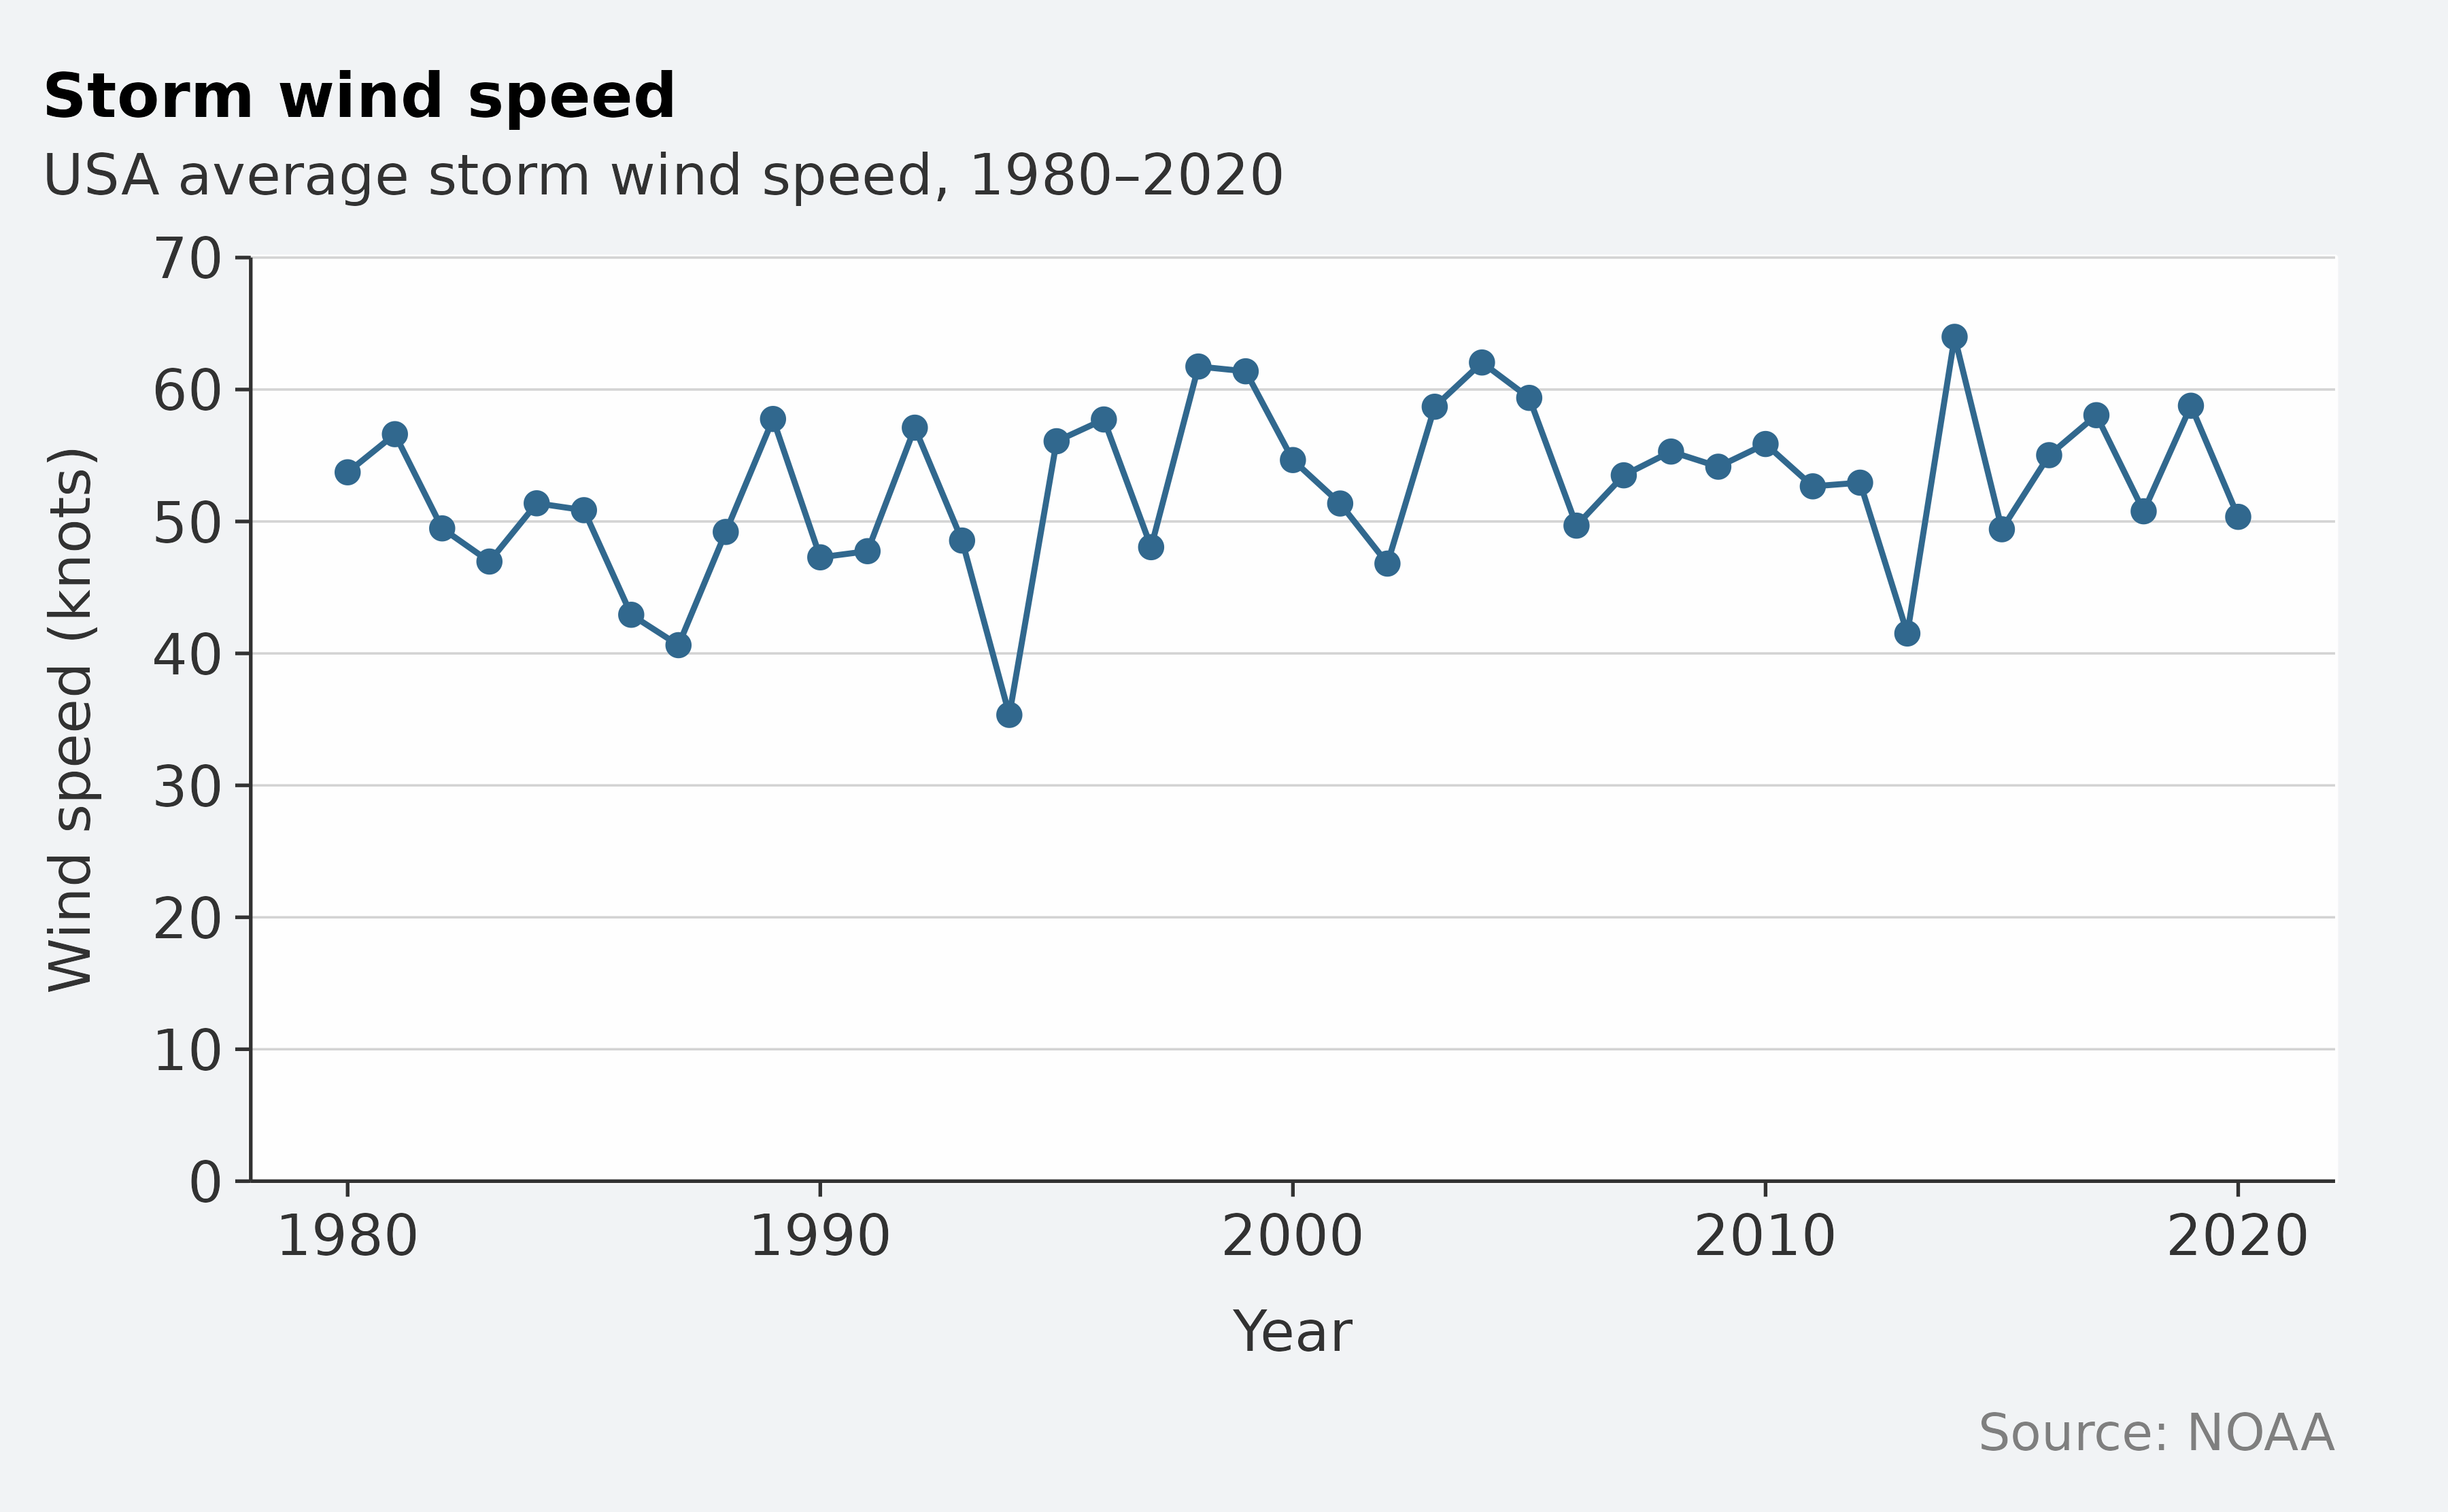 Storm wind speed
USA average storm wind speed, 1980–2020
70
60
50
40
30
20
10
0
Wind speed (knots)
1980 1990 2000 2010 2020
Year
Source: NOAA